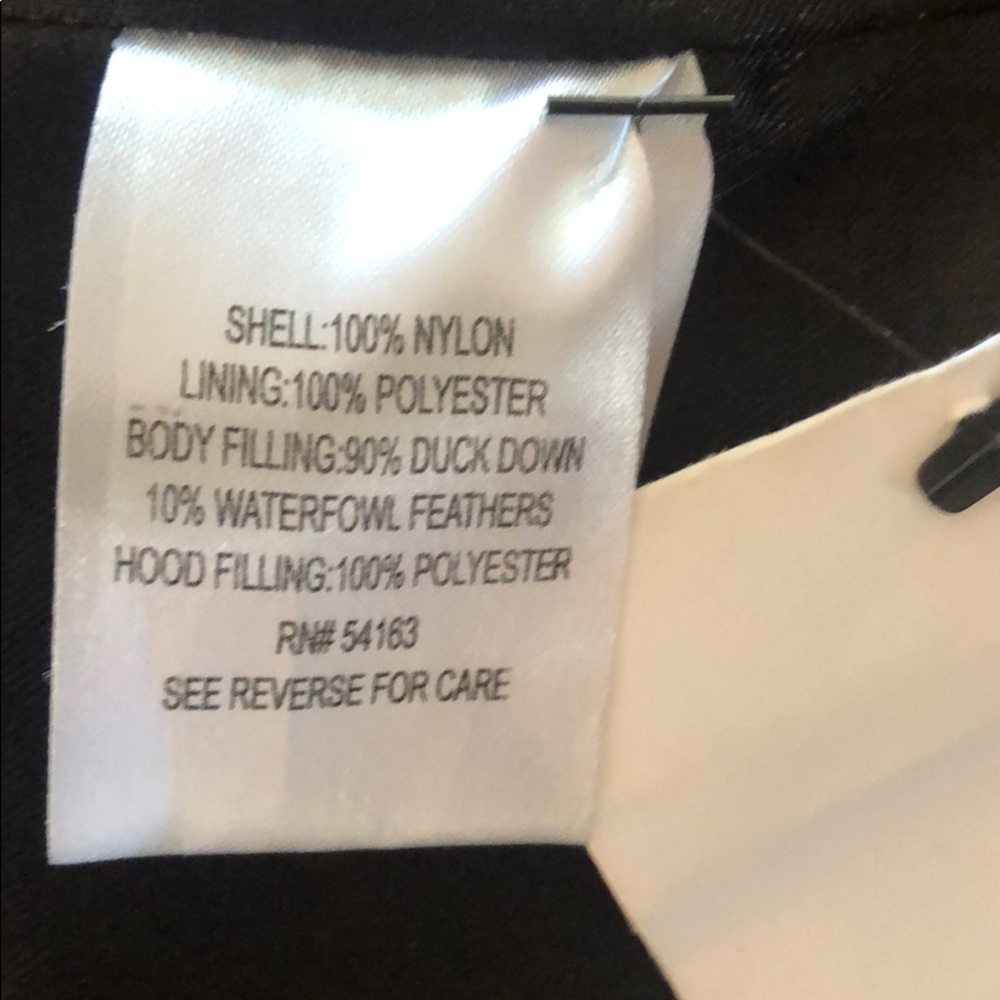 SHELL:100% NYLON
LINING:100% POLYESTER
BODY FILLING:90% DUCK DOWN
10% WATERFOWL FEATHERS
HOOD FILLING:100% POLYESTER
RN# 54163
SEE REVERSE FOR CARE